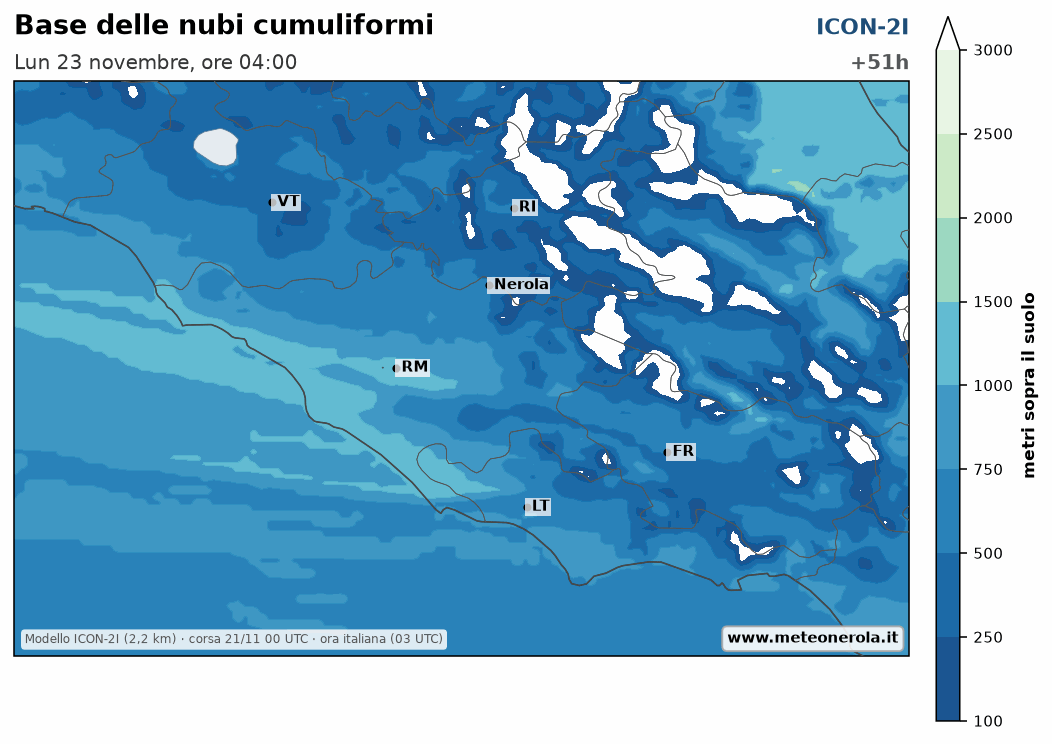 Base delle nubi cumuliformi
ICON-2I
Lun 23 novembre, ore 04:00
+51h
VT
RI
Nerola
RM
FR
LT
Modello ICON-2I (2,2 km) · corsa 21/11 00 UTC · ora italiana (03 UTC)
www.meteonerola.it
3000
2500
2000
1500
1000
750
500
250
100
metri sopra il suolo